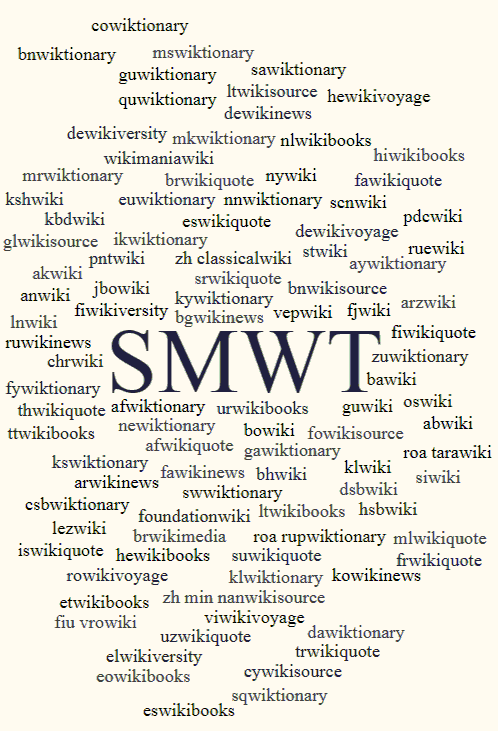 cowiktionary
bnwiktionary mswiktionary
guwiktionary sawiktionary
quwiktionary ltwikisource hewikivoyage
dewikinews
dewikiversity mkwiktionary nlwikibooks
wikimaniawiki hiwikibooks
mrwiktionary brwikiquote nywiki fawikiquote
kshwiki euwiktionary nnwiktionary scnwiki
kbdwiki eswikiquote pdcwiki
glwikisource ikwiktionary dewikivoyage
pntwiki zh classicalwiki stwiki ruewiki
akwiki srwikiquote aywiktionary
anwiki jbowiki kywiktionary bnwikisource arzwiki
lnwiki fiwikiversity bgwikinews vepwiki fjwiki
ruwikinews SMWT fiwikiquote
chrwiki zuwiktionary
fywiktionary bawiki
thwikiquote afwiktionary urwikibooks guwiki oswiki
ttwikibooks newiktionary bowiki fowikisource abwiki
afwikiquote gawiktionary roa tarawiki
kswiktionary fawikinews bhwiki klwiki siwiki
arwikinews swwiktionary dsbwiki
csbwiktionary foundationwiki ltwikibooks hsbwiki
lezwiki brwikimedia roa rupwiktionary mlwikiquote
iswikiquote hewikibooks suwikiquote frwikiquote
rowikivoyage klwiktionary kowikinews
etwikibooks zh min nanwikisource
fiu vrowiki viwikivoyage
uzwikiquote dawiktionary
elwikiversity trwikiquote
eowikibooks cywikisource
sqwiktionary
eswikibooks